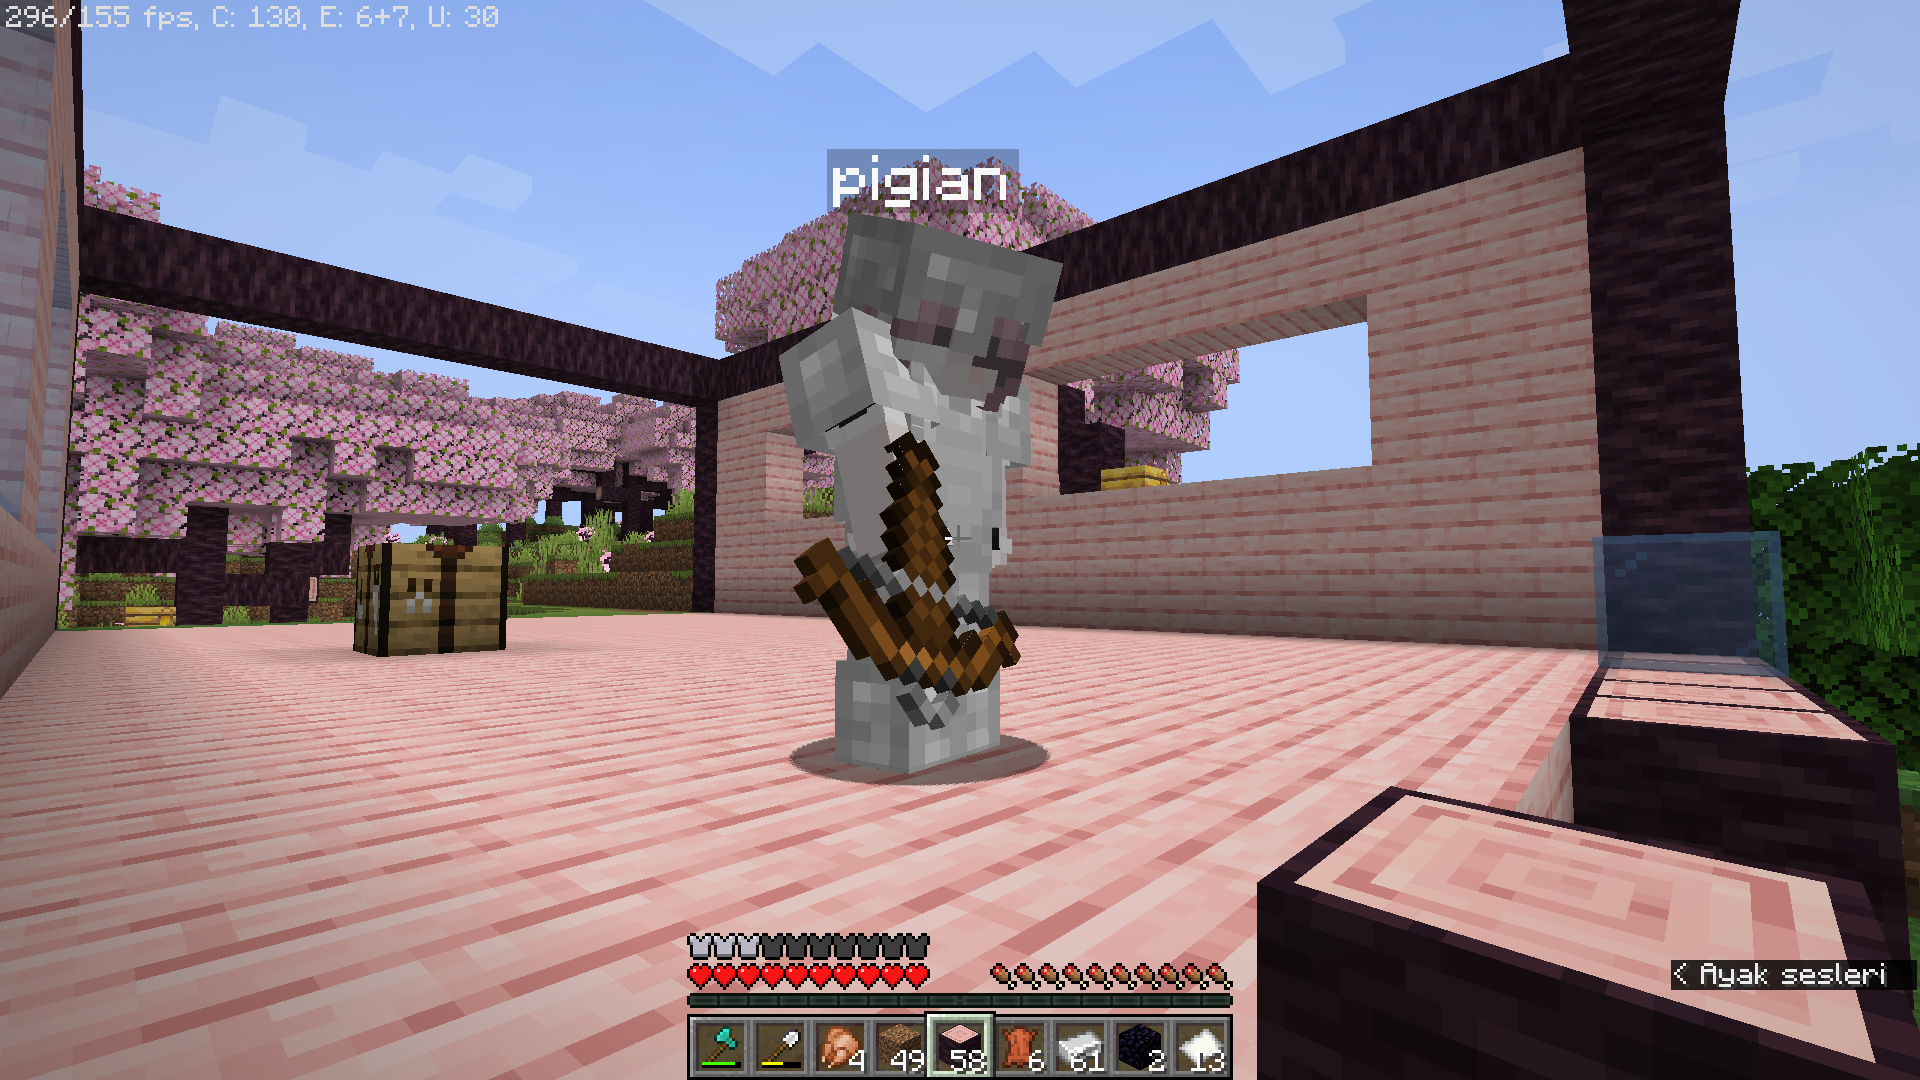 296/155 fps, C: 130, E: 6+7, U: 30
pigian
< Ayak sesleri
4 49 58 6 61 2 13